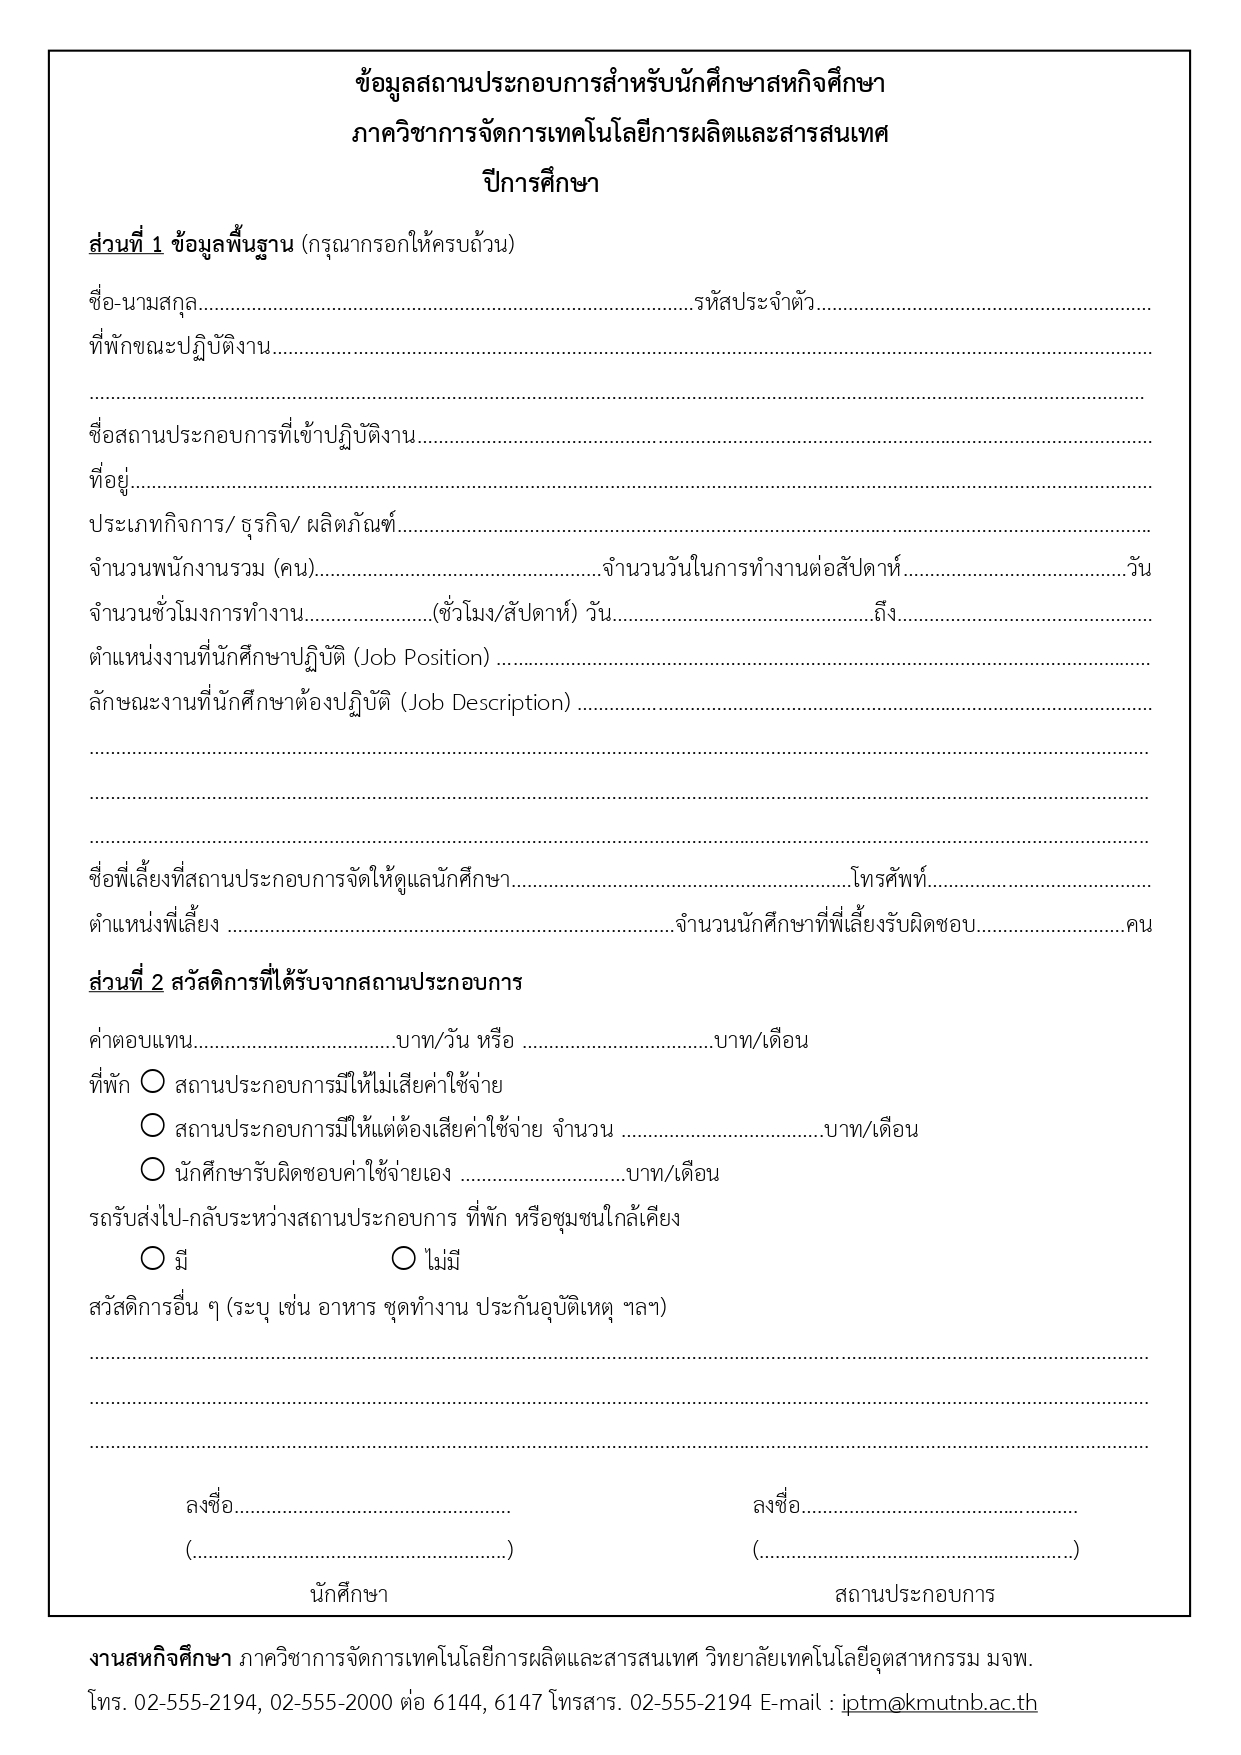 ข้อมูลสถานประกอบการสำหรับนักศึกษาสหกิจศึกษา
ภาควิชาการจัดการเทคโนโลยีการผลิตและสารสนเทศ
ปีการศึกษา
ส่วนที่ 1 ข้อมูลพื้นฐาน (กรุณากรอกให้ครบถ้วน)
ชื่อ-นามสกุล..........................................................................................รหัสประจำตัว.............................................................
ที่พักขณะปฏิบัติงาน................................................................................................................................................................
................................................................................................................................................................................................
ชื่อสถานประกอบการที่เข้าปฏิบัติงาน......................................................................................................................................
ที่อยู่..........................................................................................................................................................................................
ประเภทกิจการ/ ธุรกิจ/ ผลิตภัณฑ์.........................................................................................................................................
จำนวนพนักงานรวม (คน)....................................................จำนวนวันในการทำงานต่อสัปดาห์.........................................วัน
จำนวนชั่วโมงการทำงาน........................(ชั่วโมง/สัปดาห์) วัน................................................ถึง...............................................
ตำแหน่งงานที่นักศึกษาปฏิบัติ (Job Position) .......................................................................................................................
ลักษณะงานที่นักศึกษาต้องปฏิบัติ (Job Description) .........................................................................................................
................................................................................................................................................................................................
................................................................................................................................................................................................
................................................................................................................................................................................................
ชื่อพี่เลี้ยงที่สถานประกอบการจัดให้ดูแลนักศึกษา..............................................................โทรศัพท์.........................................
ตำแหน่งพี่เลี้ยง ..................................................................................จำนวนนักศึกษาที่พี่เลี้ยงรับผิดชอบ............................คน
ส่วนที่ 2 สวัสดิการที่ได้รับจากสถานประกอบการ
ค่าตอบแทน......................................บาท/วัน หรือ ....................................บาท/เดือน
ที่พัก ○ สถานประกอบการมีให้ไม่เสียค่าใช้จ่าย
○ สถานประกอบการมีให้แต่ต้องเสียค่าใช้จ่าย จำนวน ......................................บาท/เดือน
○ นักศึกษารับผิดชอบค่าใช้จ่ายเอง ...............................บาท/เดือน
รถรับส่งไป-กลับระหว่างสถานประกอบการ ที่พัก หรือชุมชนใกล้เคียง
○ มี ○ ไม่มี
สวัสดิการอื่น ๆ (ระบุ เช่น อาหาร ชุดทำงาน ประกันอุบัติเหตุ ฯลฯ)
................................................................................................................................................................................................
................................................................................................................................................................................................
................................................................................................................................................................................................
ลงชื่อ.................................................... ลงชื่อ....................................................
(...........................................................) (...........................................................)
นักศึกษา สถานประกอบการ
งานสหกิจศึกษา ภาควิชาการจัดการเทคโนโลยีการผลิตและสารสนเทศ วิทยาลัยเทคโนโลยีอุตสาหกรรม มจพ.
โทร. 02-555-2194, 02-555-2000 ต่อ 6144, 6147 โทรสาร. 02-555-2194 E-mail : iptm@kmutnb.ac.th